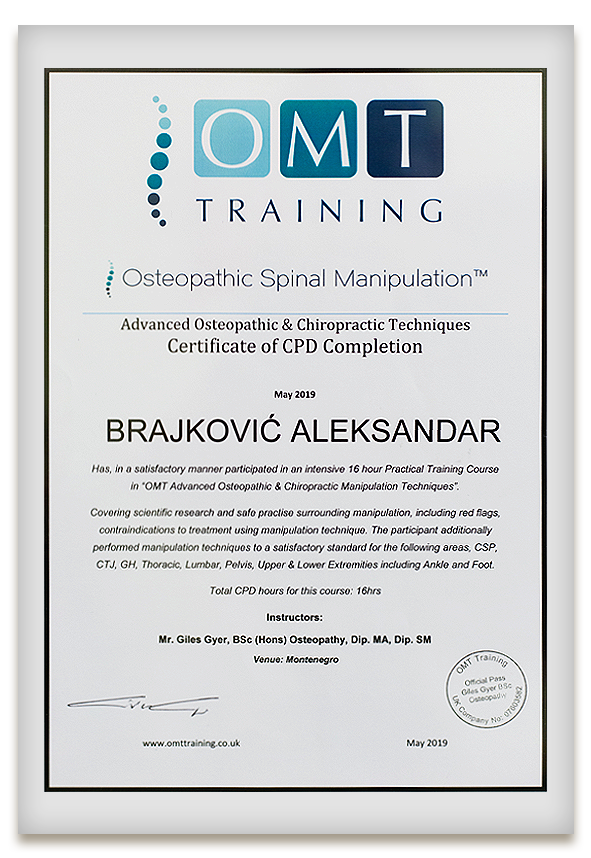 OMT
TRAINING
Osteopathic Spinal Manipulation™
Advanced Osteopathic & Chiropractic Techniques
Certificate of CPD Completion
May 2019
BRAJKOVIĆ ALEKSANDAR
Has, in a satisfactory manner participated in an intensive 16 hour Practical Training Course
in "OMT Advanced Osteopathic & Chiropractic Manipulation Techniques".
Covering scientific research and safe practise surrounding manipulation, including red flags,
contraindications to treatment using manipulation technique. The participant additionally
performed manipulation techniques to a satisfactory standard for the following areas, CSP,
CTJ, GH, Thoracic, Lumbar, Pelvis, Upper & Lower Extremities including Ankle and Foot.
Total CPD hours for this course: 16hrs
Instructors:
Mr. Giles Gyer, BSc (Hons) Osteopathy, Dip. MA, Dip. SM
Venue: Montenegro
OMT Training
Official Pass
Giles Gyer BSc
Osteopathy
UK Company No:
www.omttraining.co.uk
May 2019